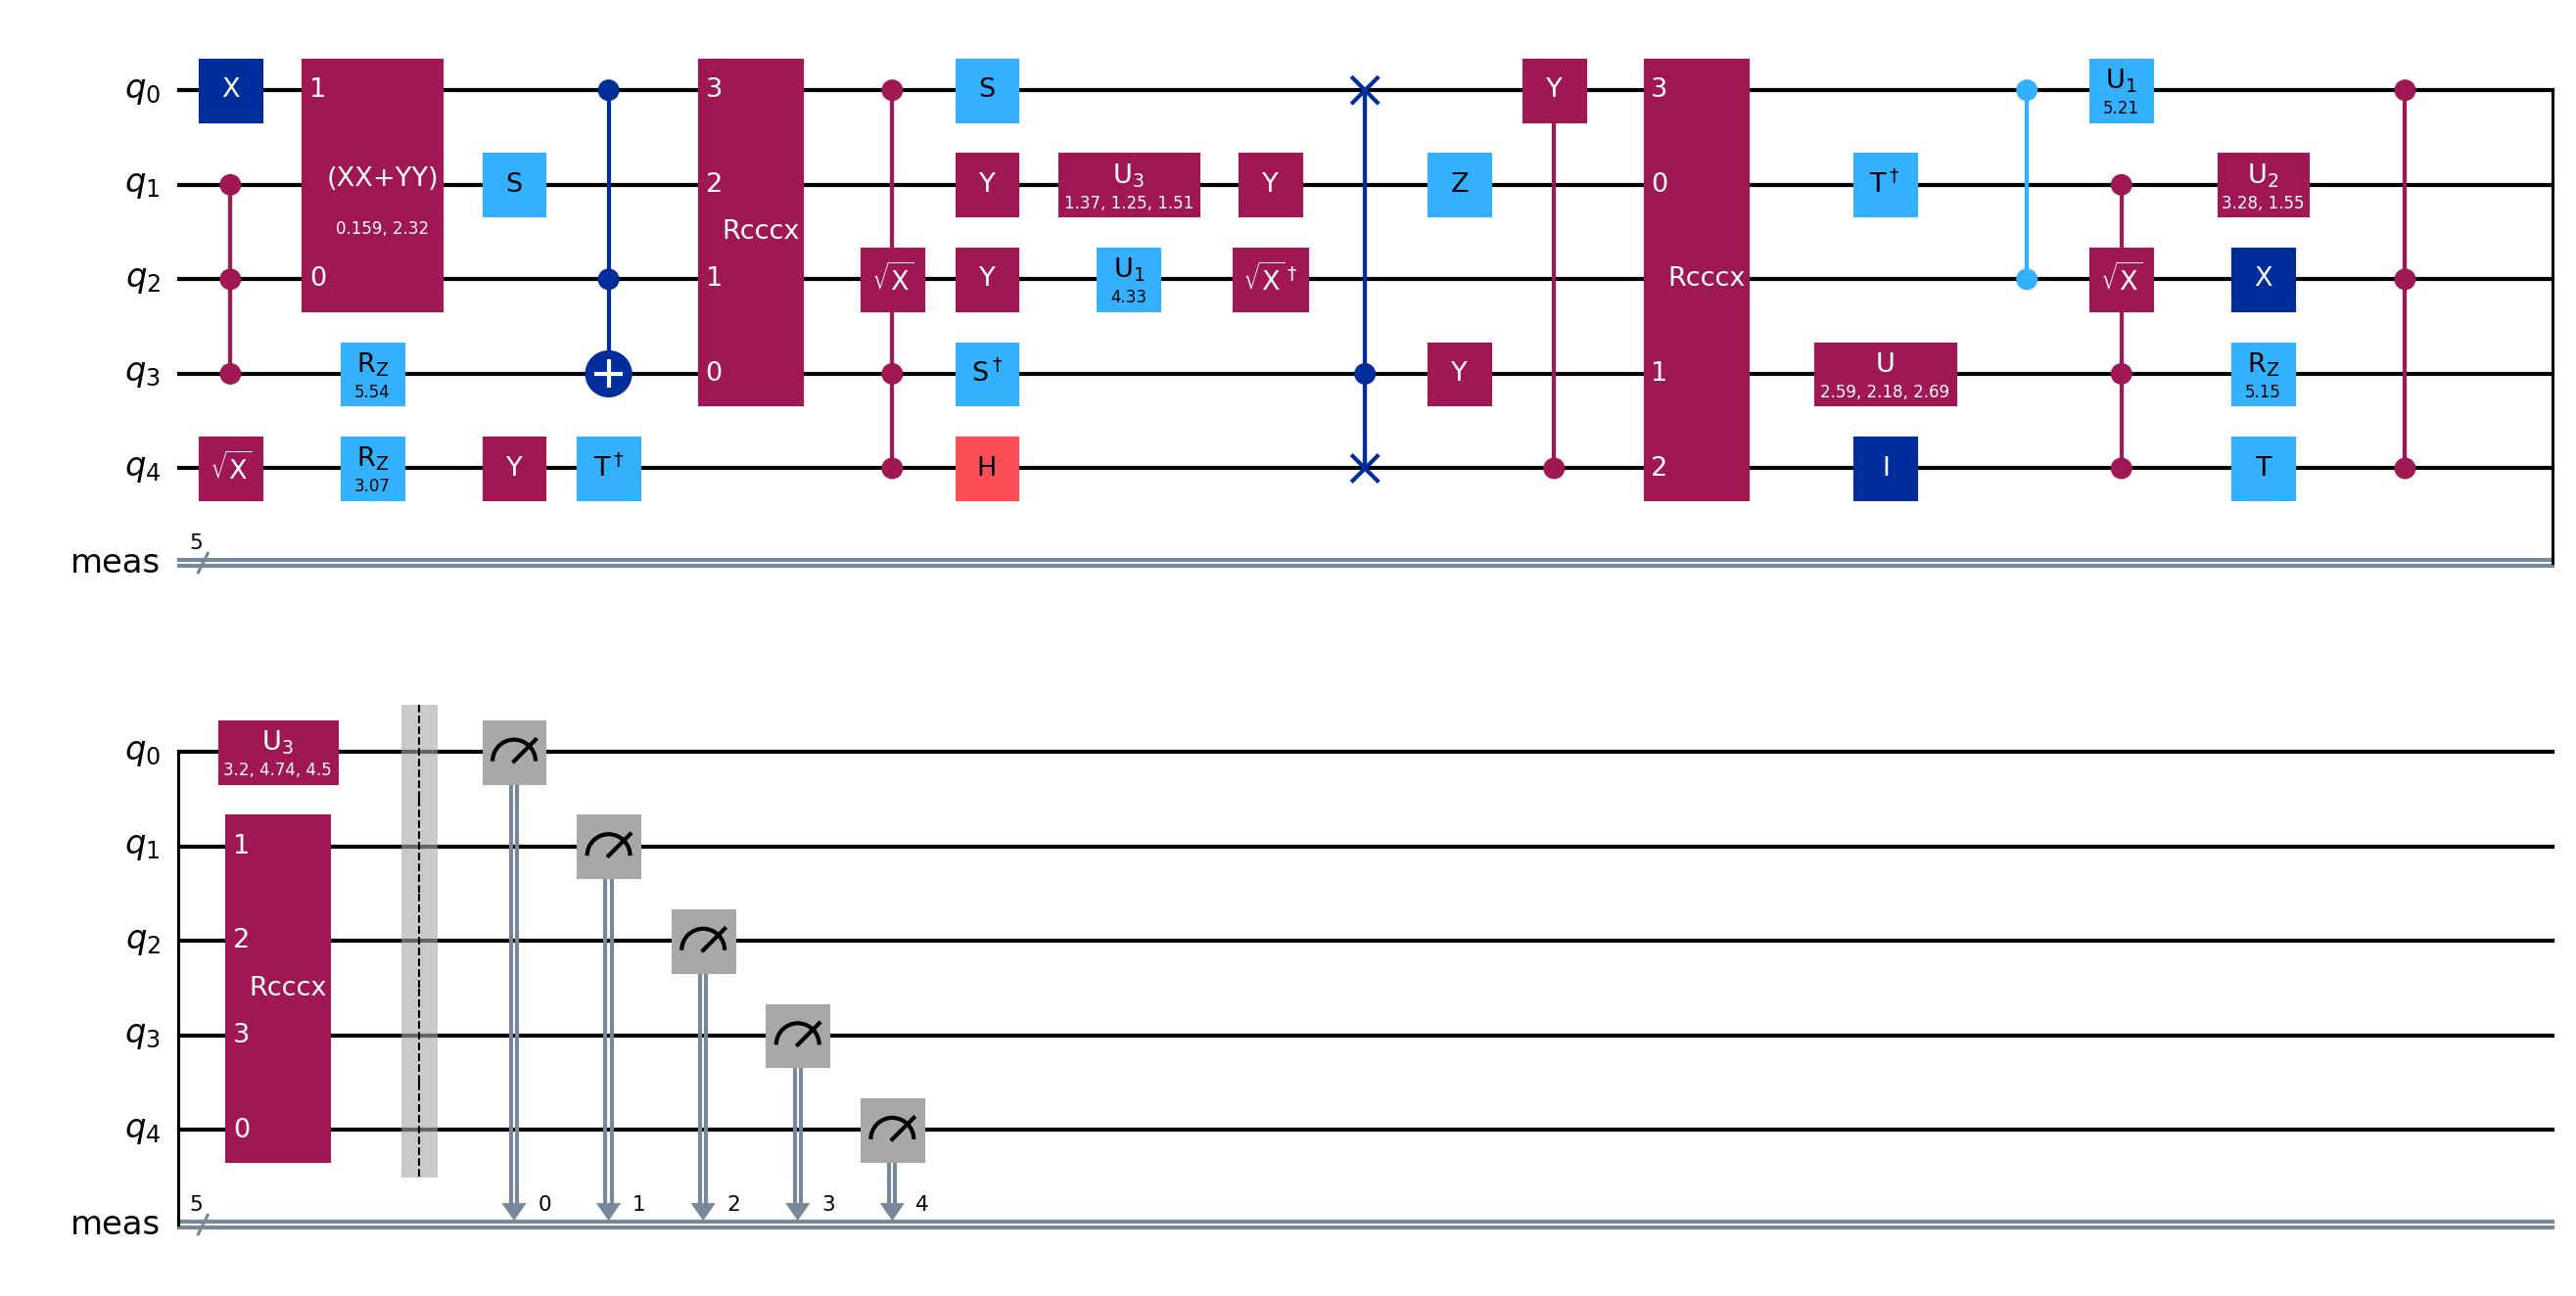 q0 X 1 3 S Y 3 U1 5.21
q1 (XX+YY) S 2 Y U3 1.37, 1.25, 1.51 Y Z 0 T† U2 3.28, 1.55
0.159, 2.32 Rcccx
q2 0 1 √X Y U1 4.33 √X† Rcccx √X X
q3 RZ 5.54 0 S† Y 1 U 2.59, 2.18, 2.69 RZ 5.15
q4 √X RZ 3.07 Y T† H 2 I T
5
meas
q0 U3 3.2, 4.74, 4.5
q1 1
q2 2
Rcccx
q3 3
q4 0
5 0 1 2 3 4
meas